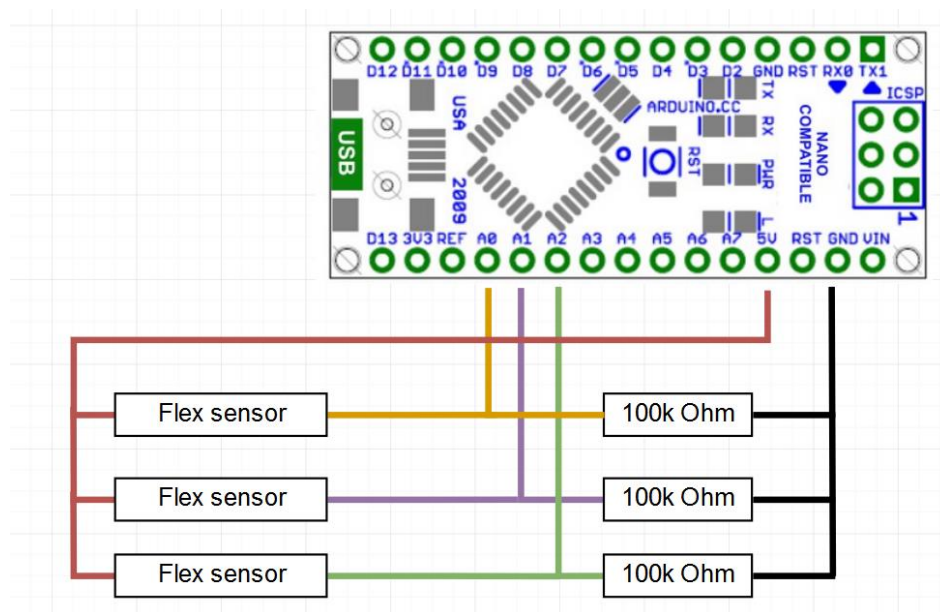 D12 D11 D10 D9 D8 D7 D6 D5 D4 D3 D2 GND RST RX0 TX1
ICSP
USB
USA
2009
ARDUINO.CC
RST
TX
RX
PWR
L
NANO
COMPATIBLE
1
D13 3V3 REF A0 A1 A2 A3 A4 A5 A6 A7 5V RST GND VIN
Flex sensor 100k Ohm
Flex sensor 100k Ohm
Flex sensor 100k Ohm